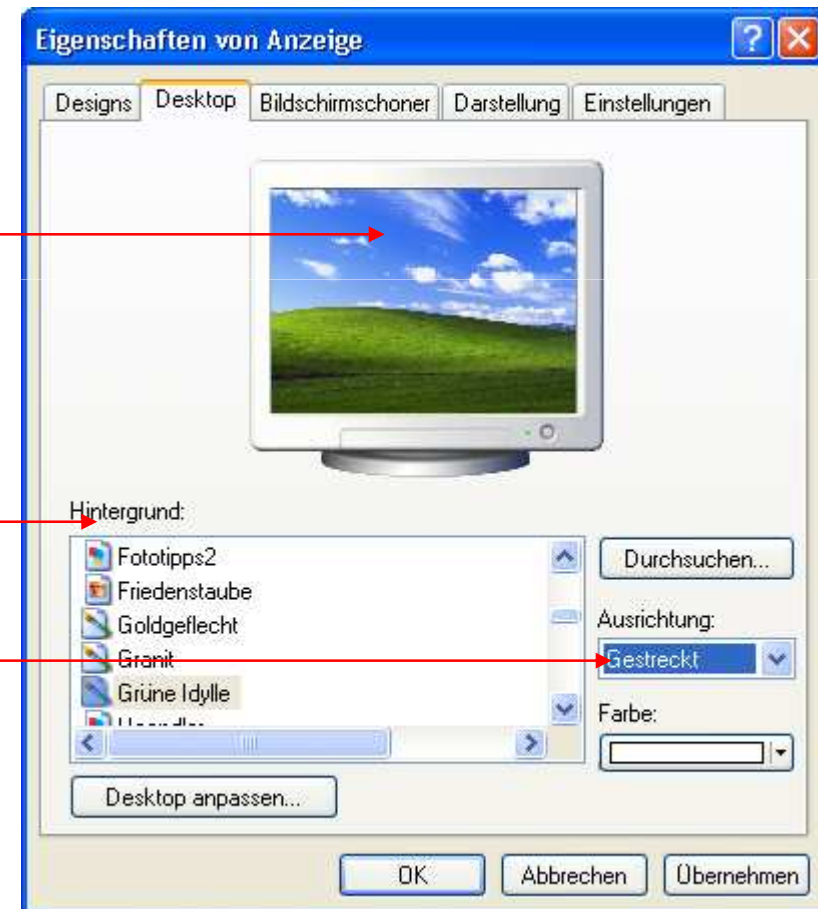 Eigenschaften von Anzeige
Designs Desktop Bildschirmschoner Darstellung Einstellungen
Hintergrund:
Fototipps2
Friedenstaube
Goldgeflecht
Granit
Grüne Idylle
Durchsuchen...
Ausrichtung:
Gestreckt
Farbe:
Desktop anpassen...
OK Abbrechen Übernehmen